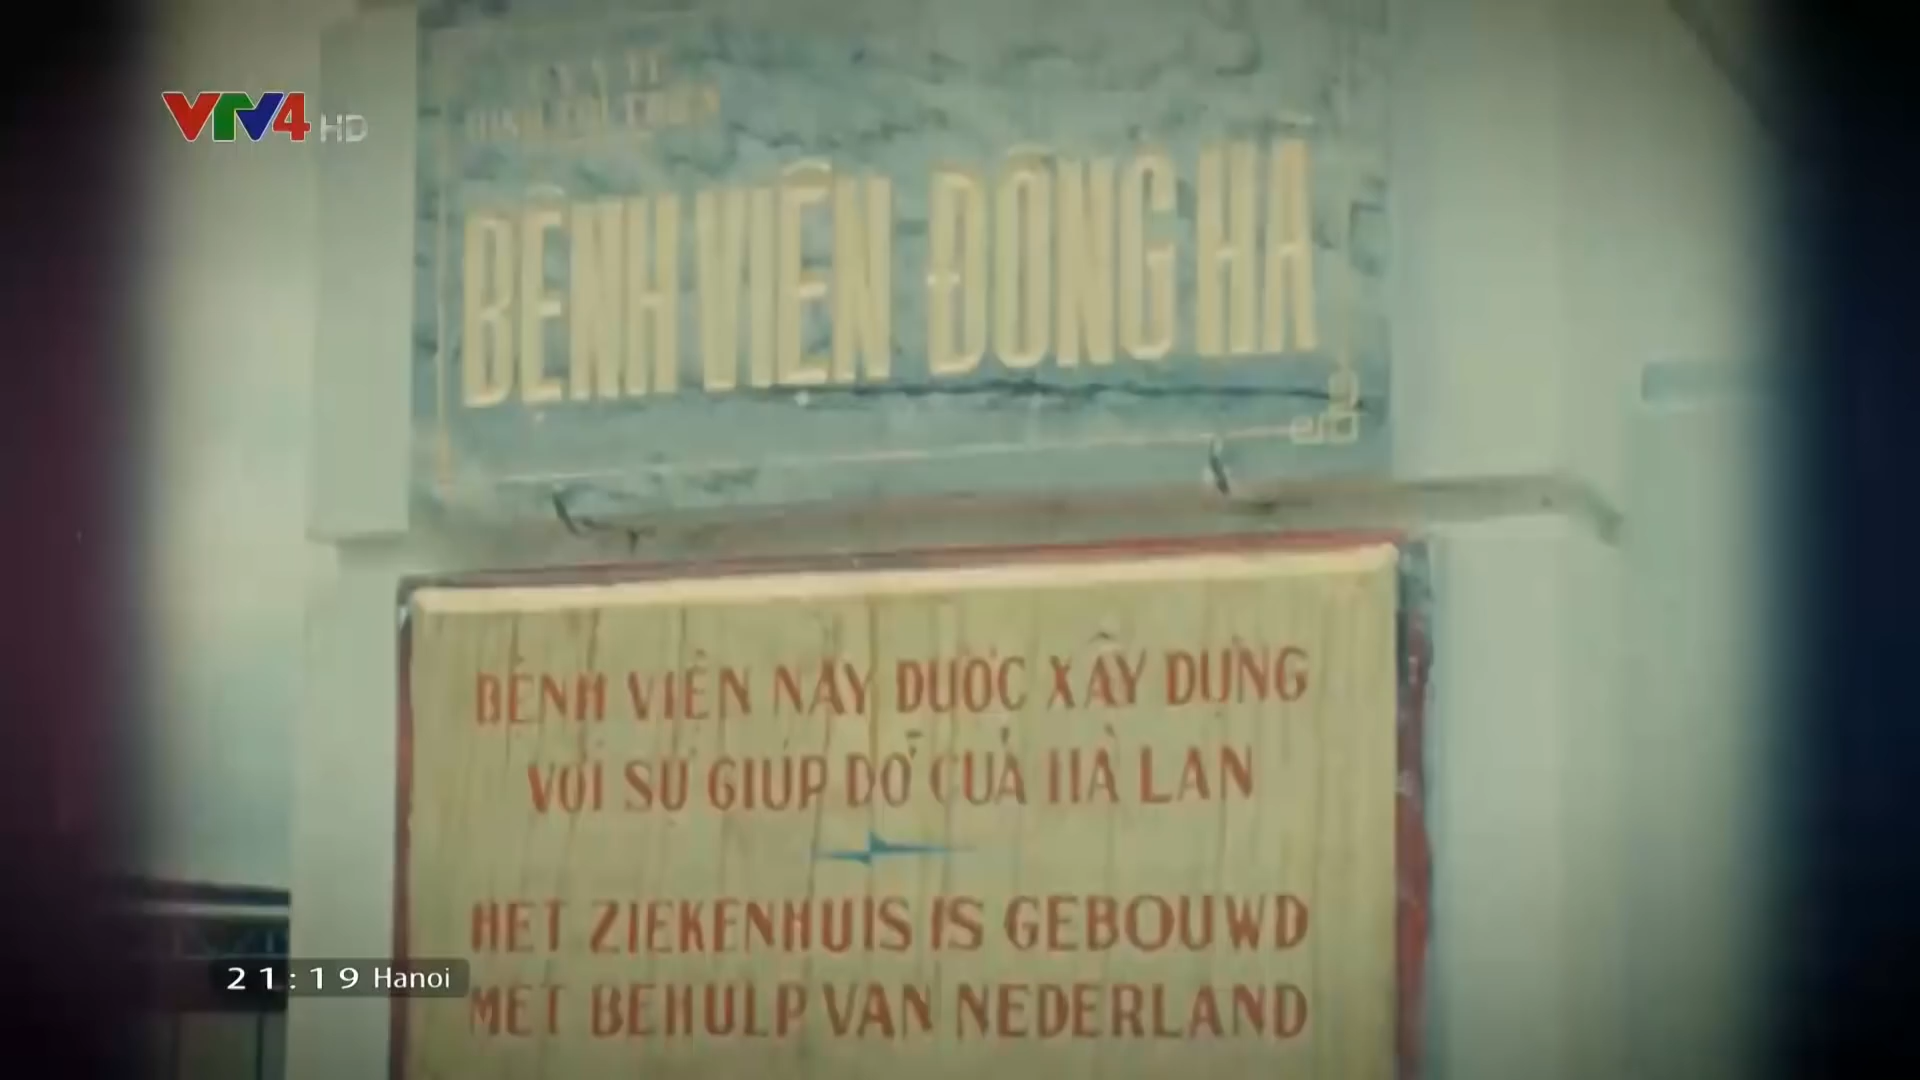 VTV4 HD
BỆNH VIỆN ĐÔNG HÀ
BỆNH VIỆN NÀY ĐƯỢC XÂY DỰNG
VỚI SỰ GIÚP ĐỠ CỦA HÀ LAN
HET ZIEKENHUIS IS GEBOUWD
MET BEHULP VAN NEDERLAND
21:19 Hanoi